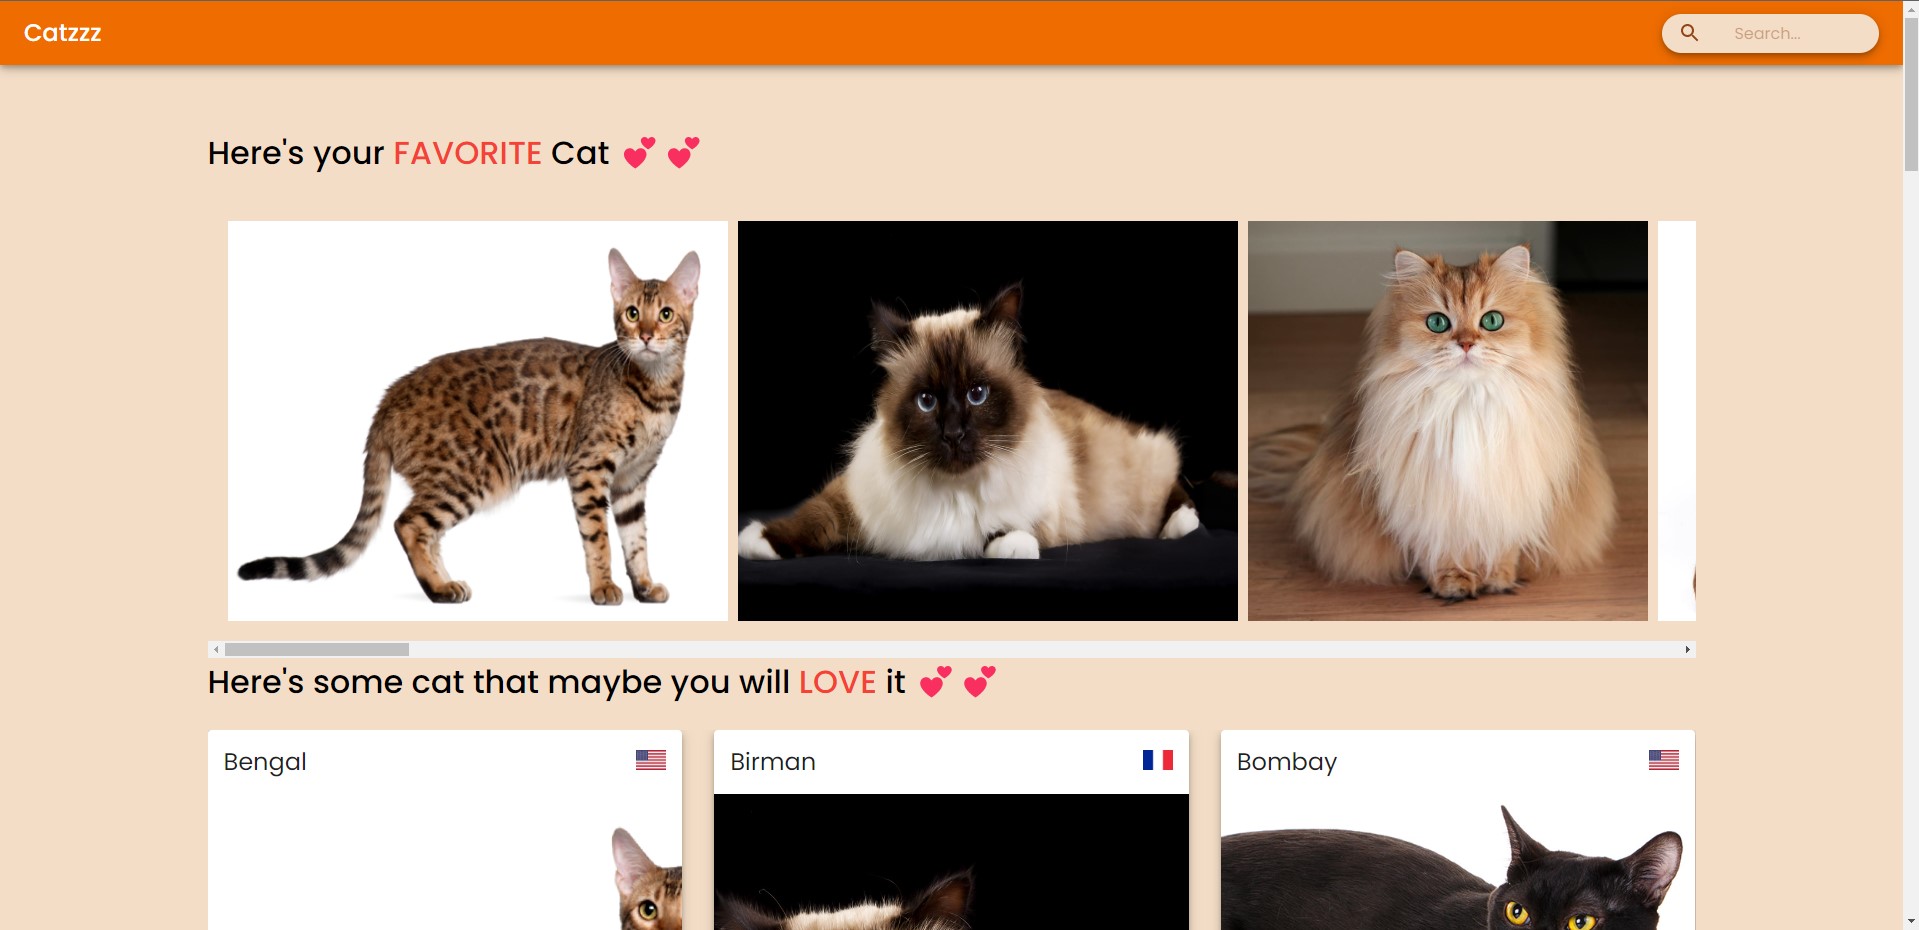 Catzzz
Search...
Here's your FAVORITE Cat 💕 💕
Here's some cat that maybe you will LOVE it 💕 💕
Bengal
Birman
Bombay